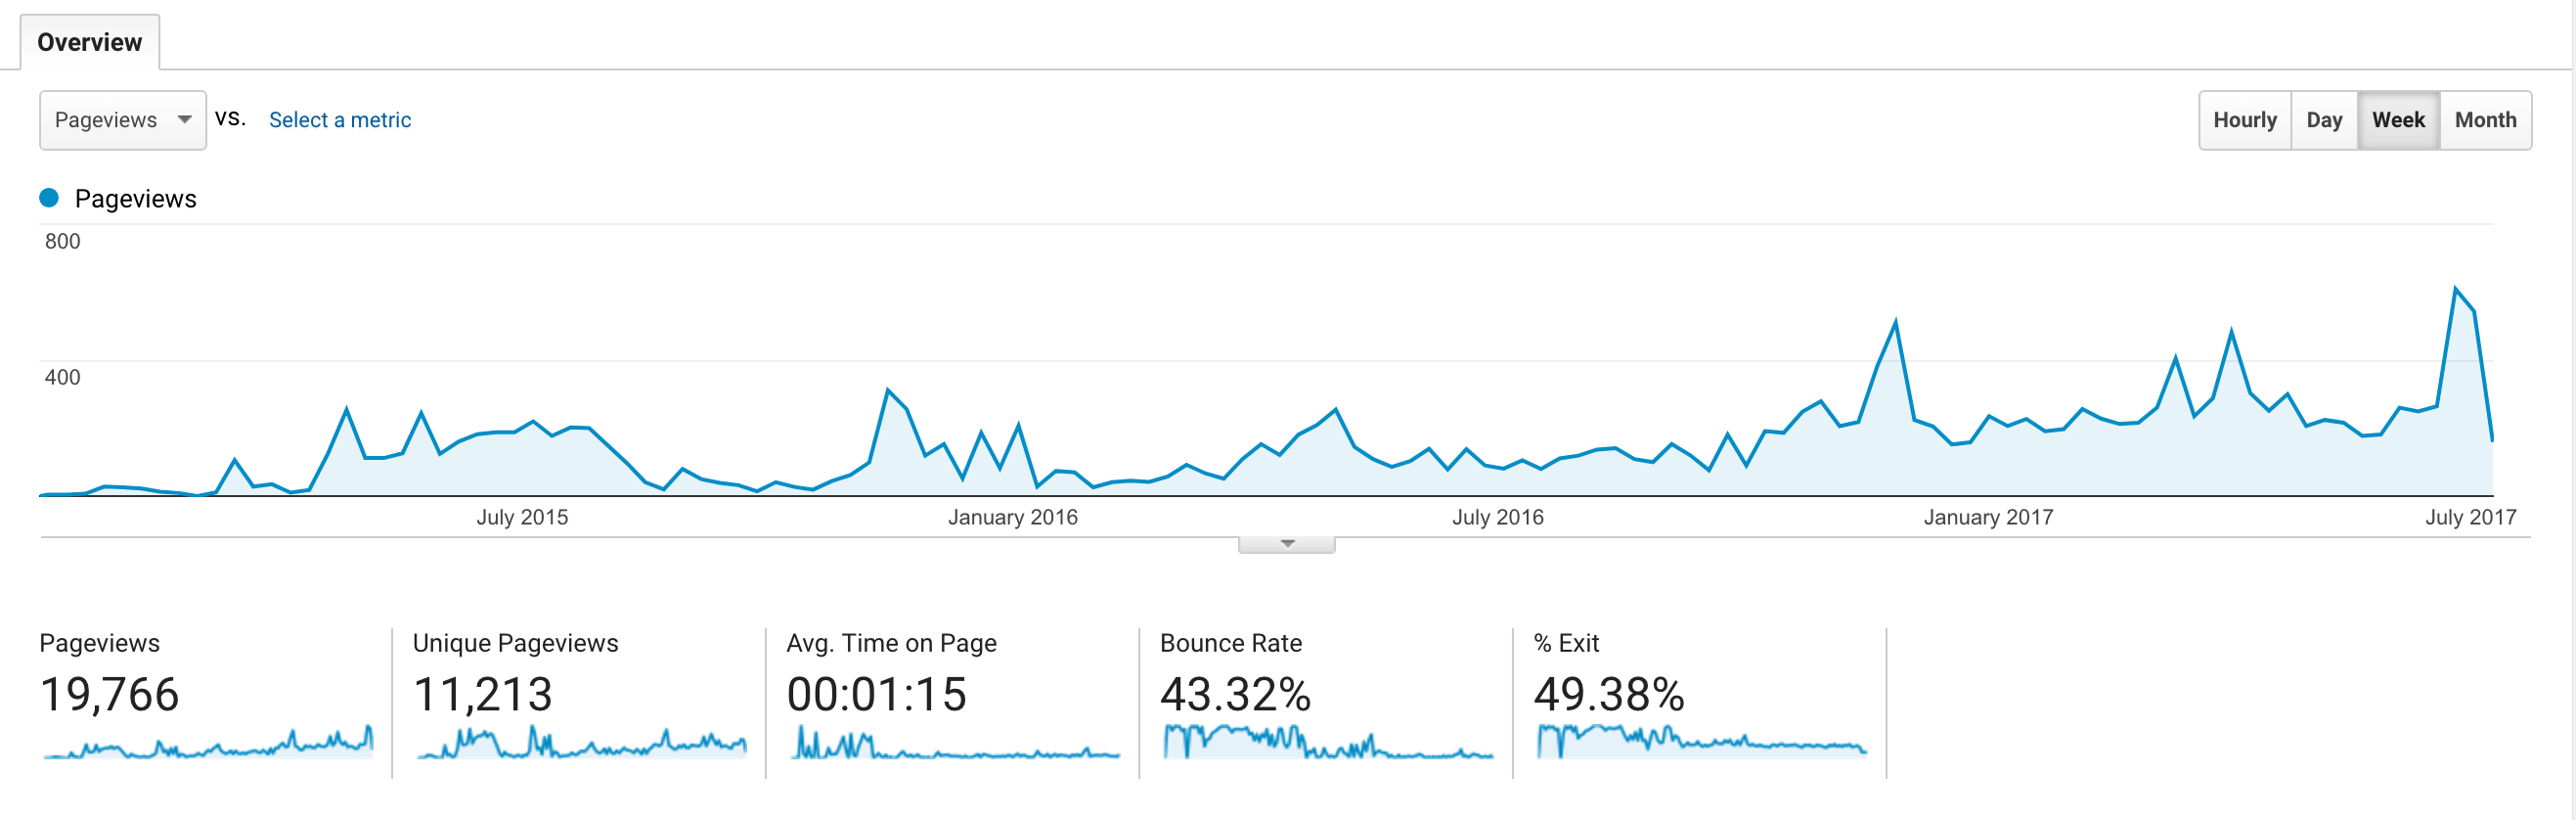 Overview
Pageviews vs. Select a metric
Hourly Day Week Month
Pageviews
800
400
July 2015 January 2016 July 2016 January 2017 July 2017
Pageviews Unique Pageviews Avg. Time on Page Bounce Rate % Exit
19,766 11,213 00:01:15 43.32% 49.38%